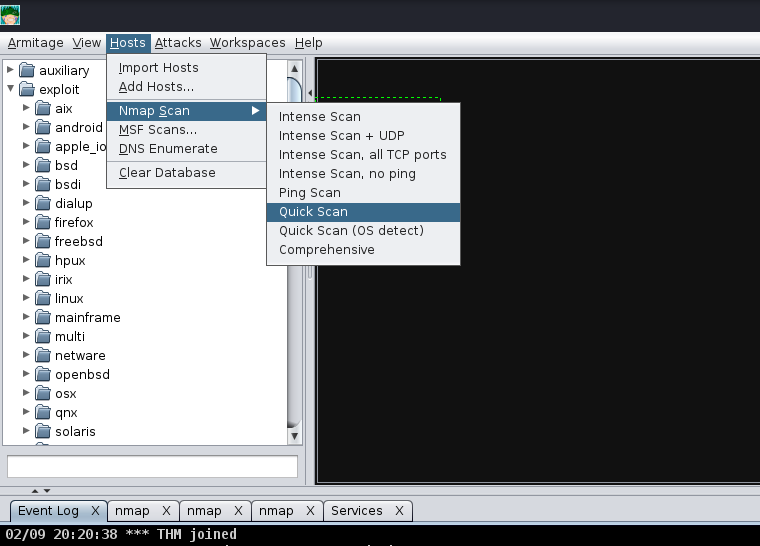 Armitage View Hosts Attacks Workspaces Help
auxiliary
exploit
aix
android
apple_io
bsd
bsdi
dialup
firefox
freebsd
hpux
irix
linux
mainframe
multi
netware
openbsd
osx
qnx
solaris
Import Hosts
Add Hosts...
Nmap Scan
MSF Scans...
DNS Enumerate
Clear Database
Intense Scan
Intense Scan + UDP
Intense Scan, all TCP ports
Intense Scan, no ping
Ping Scan
Quick Scan
Quick Scan (OS detect)
Comprehensive
Event Log X nmap X nmap X nmap X Services X
02/09 20:20:38 *** THM joined